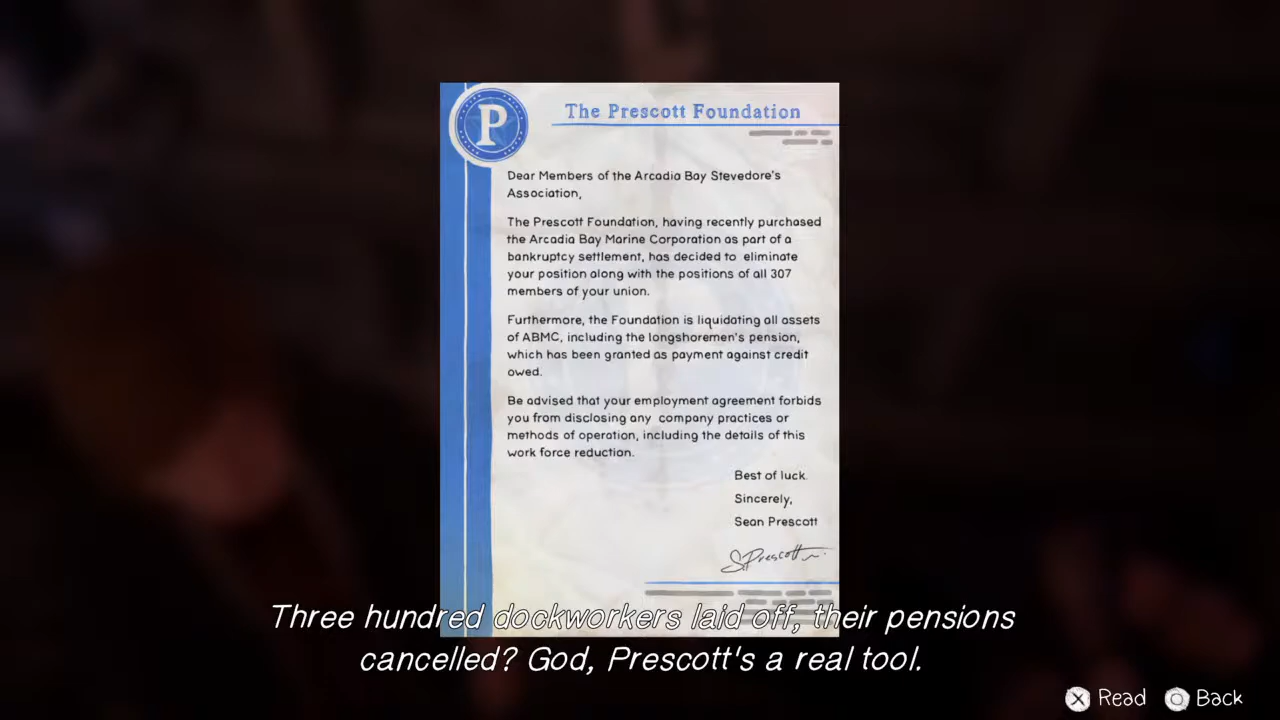 P
The Prescott Foundation
Dear Members of the Arcadia Bay Stevedore's
Association,
The Prescott Foundation, having recently purchased
the Arcadia Bay Marine Corporation as part of a
bankruptcy settlement, has decided to eliminate
your position along with the positions of all 307
members of your union.
Furthermore, the Foundation is liquidating all assets
of ABMC, including the longshoremen's pension,
which has been granted as payment against credit
owed.
Be advised that your employment agreement forbids
you from disclosing any company practices or
methods of operation, including the details of this
work force reduction.
Best of luck.
Sincerely,
Sean Prescott
S.Prescott
Three hundred dockworkers laid off, their pensions
cancelled? God, Prescott's a real tool.
Read Back